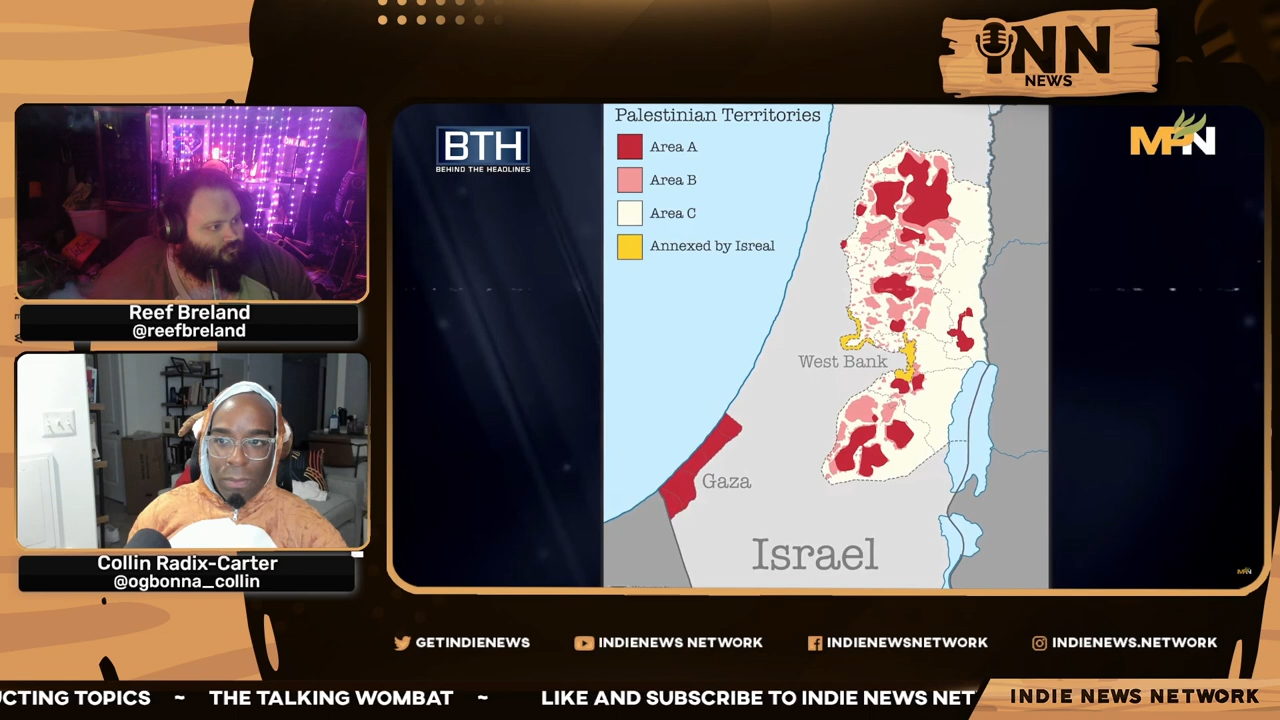 INN
NEWS
Reef Breland
@reefbreland
Collin Radix-Carter
@ogbonna_collin
BTH
BEHIND THE HEADLINES
Palestinian Territories
Area A
Area B
Area C
Annexed by Isreal
West Bank
Gaza
Israel
MPN
MPN
GETINDIENEWS
INDIENEWS NETWORK
INDIENEWSNETWORK
INDIENEWS.NETWORK
UCTING TOPICS ~ THE TALKING WOMBAT ~ LIKE AND SUBSCRIBE TO INDIE NEWS NET
INDIE NEWS NETWORK